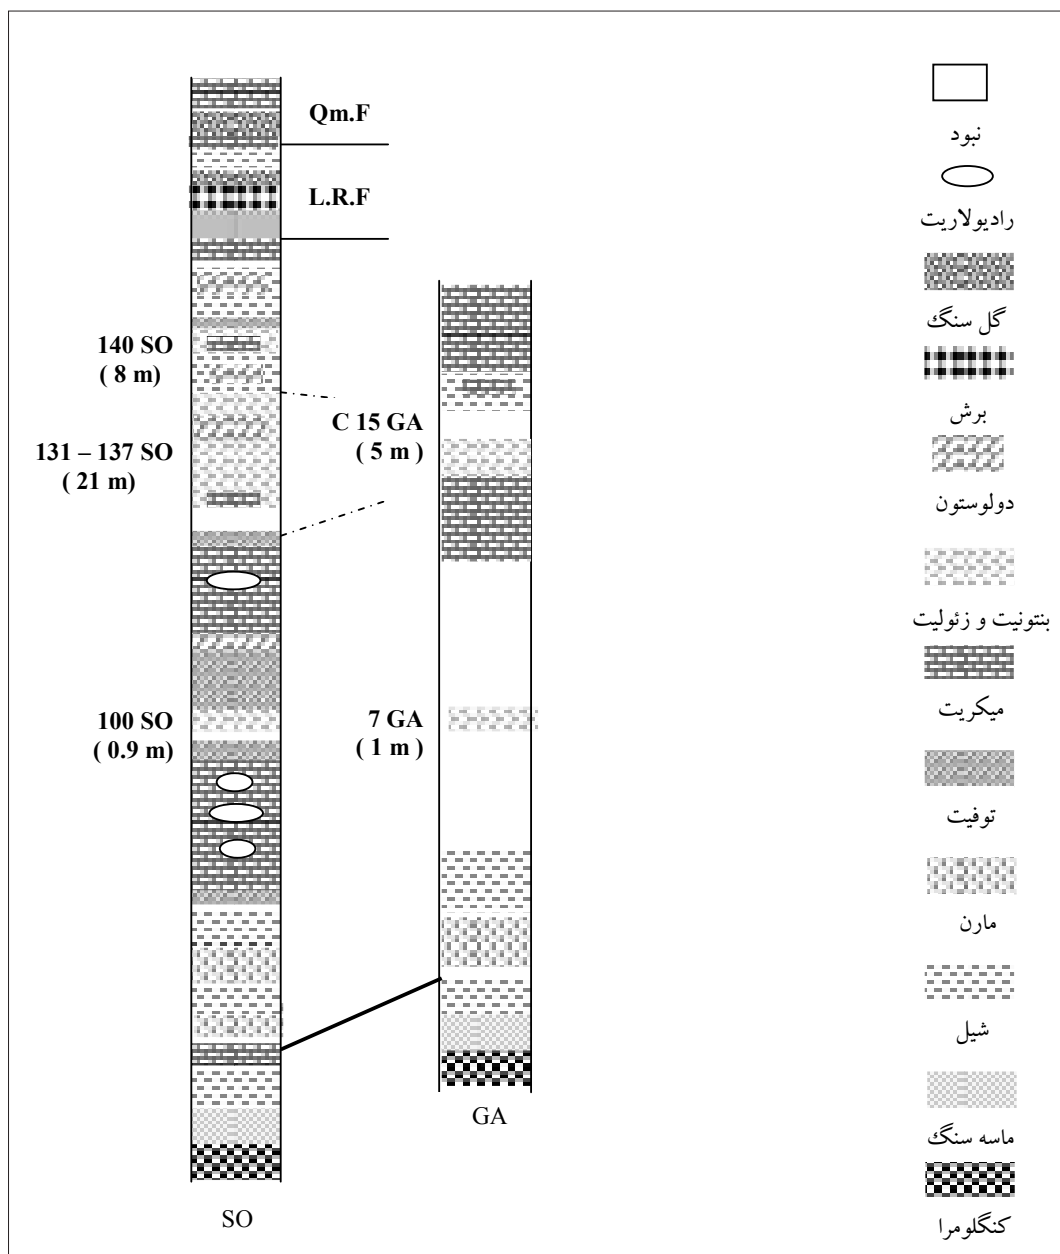 Qm.F
L.R.F
140 SO
( 8 m)
131 – 137 SO
( 21 m)
100 SO
( 0.9 m)
SO
C 15 GA
( 5 m )
7 GA
( 1 m )
GA
نبود
رادیولاریت
گل سنگ
برش
دولوستون
بنتونیت و زئولیت
میکریت
توفیت
مارن
شیل
ماسه سنگ
کنگلومرا